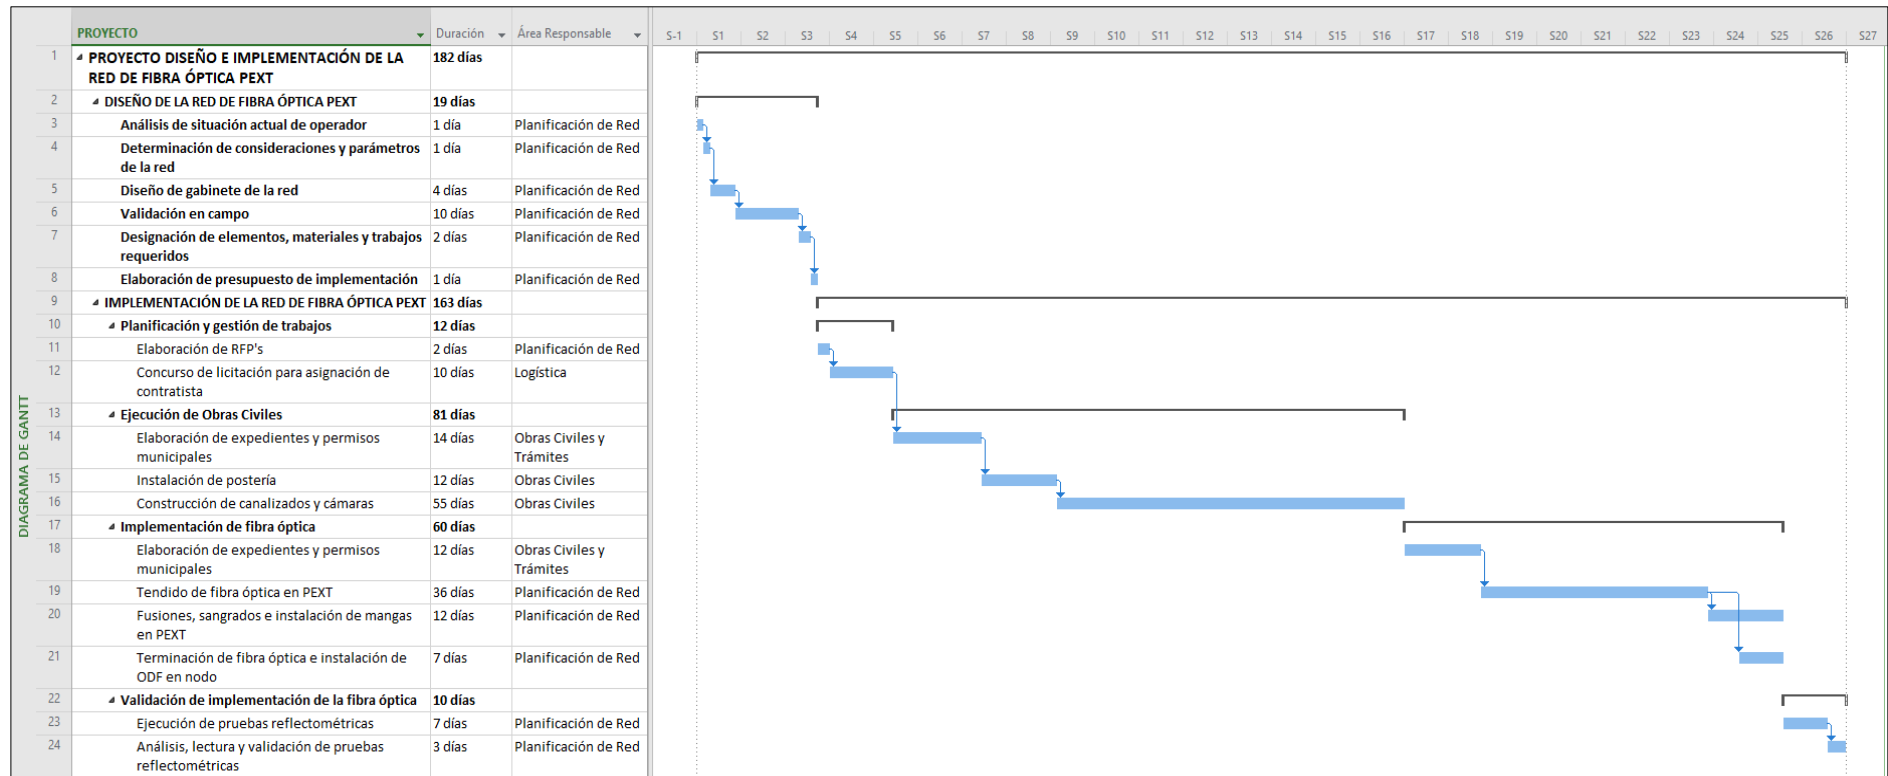 PROYECTO Duración Área Responsable S-1 S1 S2 S3 S4 S5 S6 S7 S8 S9 S10 S11 S12 S13 S14 S15 S16 S17 S18 S19 S20 S21 S22 S23 S24 S25 S26 S27
1 PROYECTO DISEÑO E IMPLEMENTACIÓN DE LA 182 días
RED DE FIBRA ÓPTICA PEXT
2 DISEÑO DE LA RED DE FIBRA ÓPTICA PEXT 19 días
3 Análisis de situación actual de operador 1 día Planificación de Red
4 Determinación de consideraciones y parámetros 1 día Planificación de Red
de la red
5 Diseño de gabinete de la red 4 días Planificación de Red
6 Validación en campo 10 días Planificación de Red
7 Designación de elementos, materiales y trabajos 2 días Planificación de Red
requeridos
8 Elaboración de presupuesto de implementación 1 día Planificación de Red
9 IMPLEMENTACIÓN DE LA RED DE FIBRA ÓPTICA PEXT 163 días
10 Planificación y gestión de trabajos 12 días
11 Elaboración de RFP's 2 días Planificación de Red
12 Concurso de licitación para asignación de 10 días Logística
contratista
13 Ejecución de Obras Civiles 81 días
14 Elaboración de expedientes y permisos 14 días Obras Civiles y
municipales Trámites
15 Instalación de postería 12 días Obras Civiles
16 Construcción de canalizados y cámaras 55 días Obras Civiles
17 Implementación de fibra óptica 60 días
18 Elaboración de expedientes y permisos 12 días Obras Civiles y
municipales Trámites
19 Tendido de fibra óptica en PEXT 36 días Planificación de Red
20 Fusiones, sangrados e instalación de mangas 12 días Planificación de Red
en PEXT
21 Terminación de fibra óptica e instalación de 7 días Planificación de Red
ODF en nodo
22 Validación de implementación de la fibra óptica 10 días
23 Ejecución de pruebas reflectométricas 7 días Planificación de Red
24 Análisis, lectura y validación de pruebas 3 días Planificación de Red
reflectométricas
DIAGRAMA DE GANTT